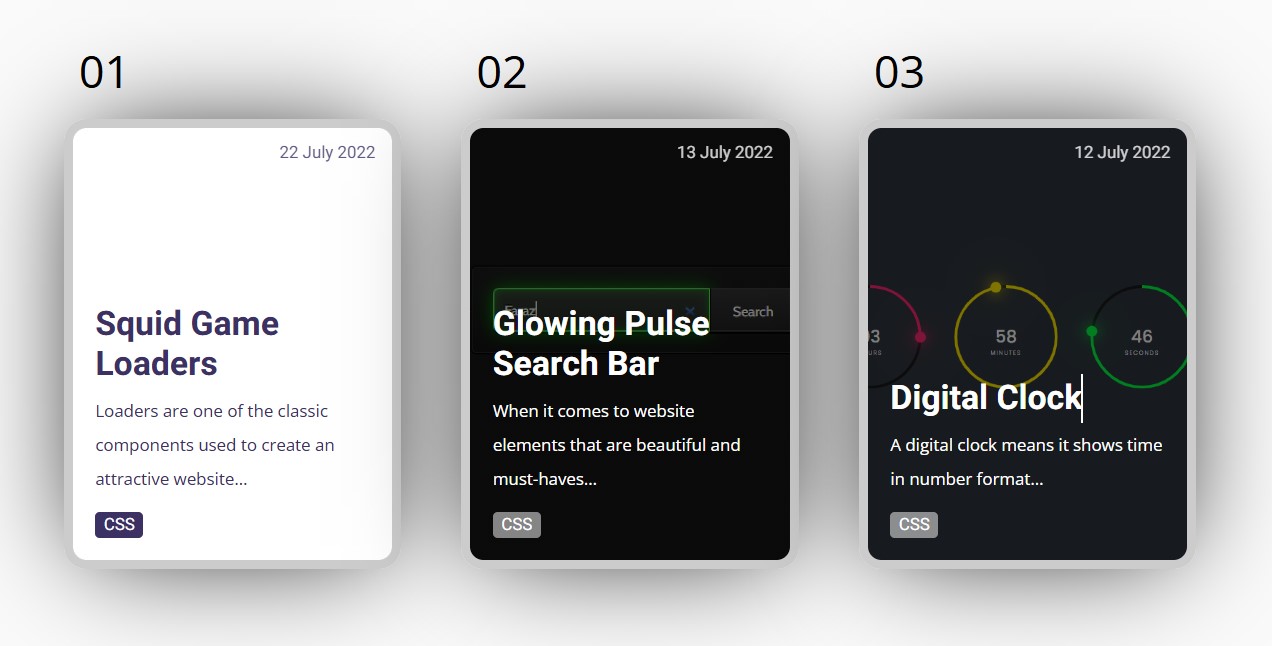 01
22 July 2022
Squid Game
Loaders
Loaders are one of the classic
components used to create an
attractive website...
CSS
02
13 July 2022
Faraz
Search
Glowing Pulse
Search Bar
When it comes to website
elements that are beautiful and
must-haves...
CSS
03
12 July 2022
03
58
46
URS
MINUTES
SECONDS
Digital Clock
A digital clock means it shows time
in number format...
CSS